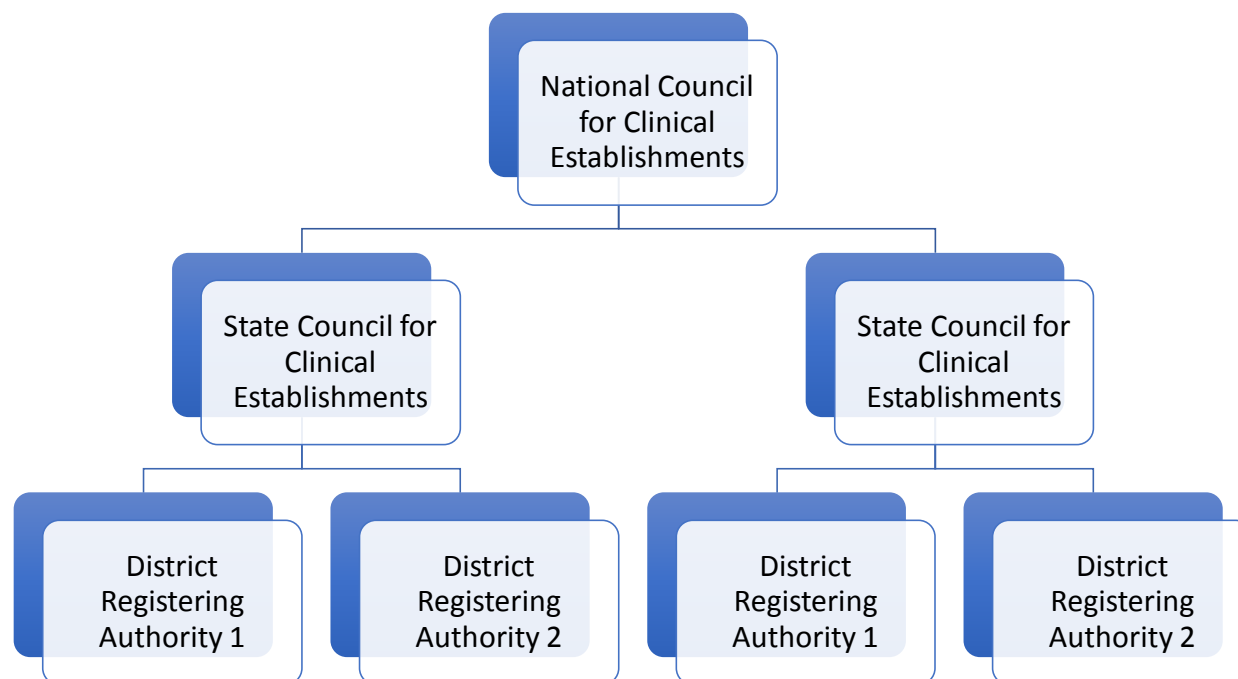 National Council
for Clinical
Establishments
State Council for
Clinical
Establishments
State Council for
Clinical
Establishments
District
Registering
Authority 1
District
Registering
Authority 2
District
Registering
Authority 1
District
Registering
Authority 2